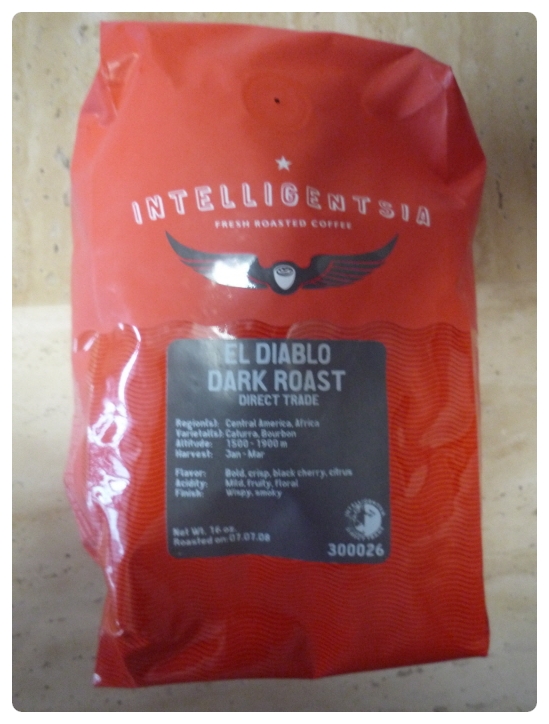 INTELLIGENTSIA
FRESH ROASTED COFFEE
EL DIABLO
DARK ROAST
DIRECT TRADE
Region(s): Central America, Africa
Varietal(s): Caturra, Bourbon
Altitude: 1500 - 1900 m
Harvest: Jan - Mar
Flavor: Bold, crisp, black cherry, citrus
Acidity: Mild, fruity, floral
Finish: Wispy, smoky
Net Wt. 16 oz.
Roasted on 07.07.08
300026